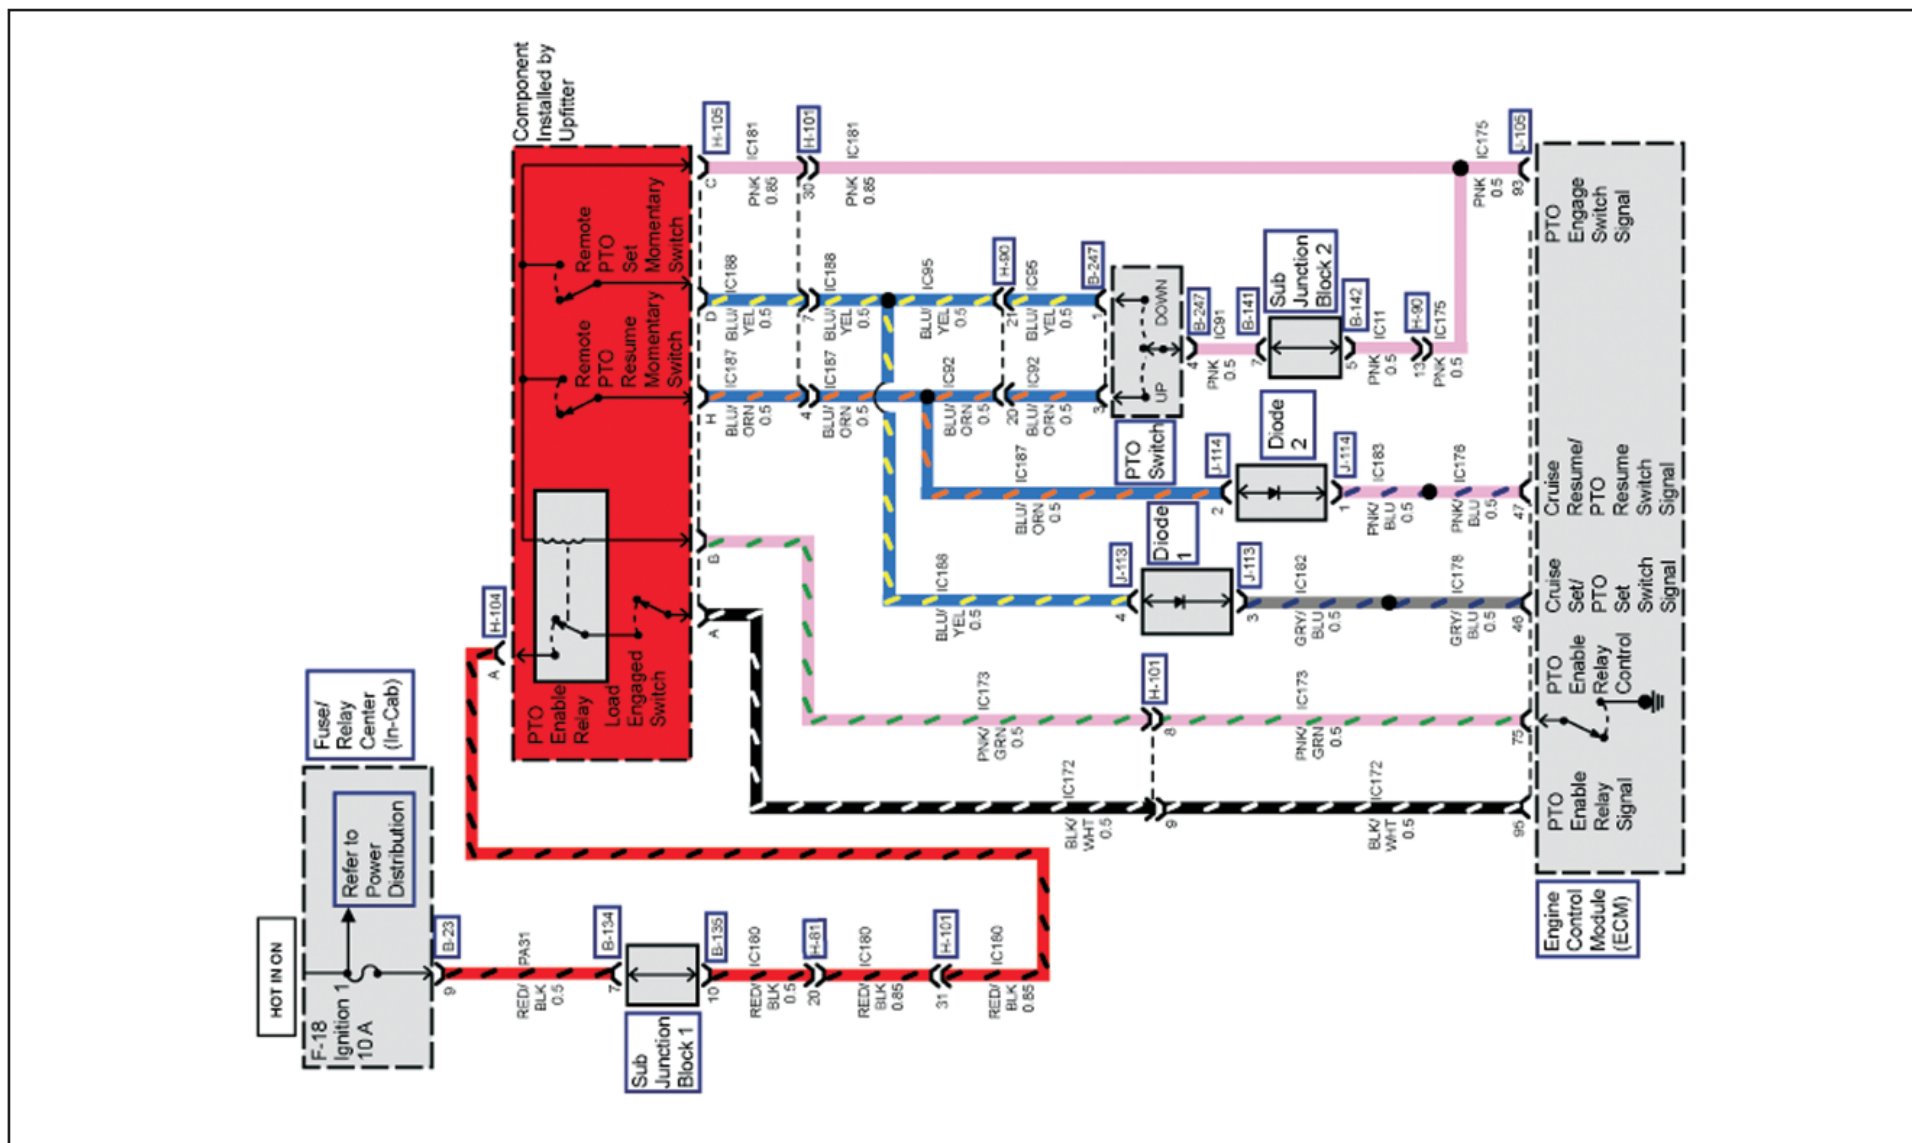 HOT IN ON
F-18
Ignition 1
10 A
Refer to
Power
Distribution
Fuse/
Relay
Center
(In-Cab)
9
B-23
RED/
BLK
0.5
PA31
7
B-134
Sub
Junction
Block 1
10
B-135
RED/
BLK
0.5
IC180
20
H-81
RED/
BLK
0.85
IC180
31
H-101
RED/
BLK
0.85
IC180
A
H-104
Component
Installed by
Upfitter
PTO
Enable
Relay
Load
Engaged
Switch
Remote
PTO
Resume
Momentary
Switch
Remote
PTO
Set
Momentary
Switch
A
B
H
D
C
H-105
BLU/
ORN
0.5
IC187
BLU/
YEL
0.5
IC188
PNK
0.85
IC181
4
7
30
H-101
BLU/
ORN
0.5
IC187
BLU/
YEL
0.5
IC188
PNK
0.85
IC181
BLU/
ORN
0.5
IC92
BLU/
YEL
0.5
IC95
20
21
H-90
BLU/
ORN
0.5
IC92
BLU/
YEL
0.5
IC95
3
1
B-247
UP
DOWN
PTO
Switch
4
B-247
PNK
0.5
IC91
7
B-141
Sub
Junction
Block 2
5
B-142
PNK
0.5
IC11
13
H-90
PNK
0.5
IC175
BLU/
ORN
0.5
IC187
2
J-114
Diode
2
1
J-114
PNK/
BLU
0.5
IC183
PNK/
BLU
0.5
IC176
BLU/
YEL
0.5
IC188
4
J-113
Diode
1
3
J-113
GRY/
BLU
0.5
IC182
GRY/
BLU
0.5
IC178
PNK/
GRN
0.5
IC173
8
H-101
PNK/
GRN
0.5
IC173
BLK/
WHT
0.5
IC172
9
BLK/
WHT
0.5
IC172
PNK
0.5
IC175
95
75
46
47
93
J-105
PTO
Enable
Relay
Signal
PTO
Enable
Relay
Control
Cruise
Set/
PTO
Set
Switch
Signal
Cruise
Resume/
PTO
Resume
Switch
Signal
PTO
Engage
Switch
Signal
Engine
Control
Module
(ECM)